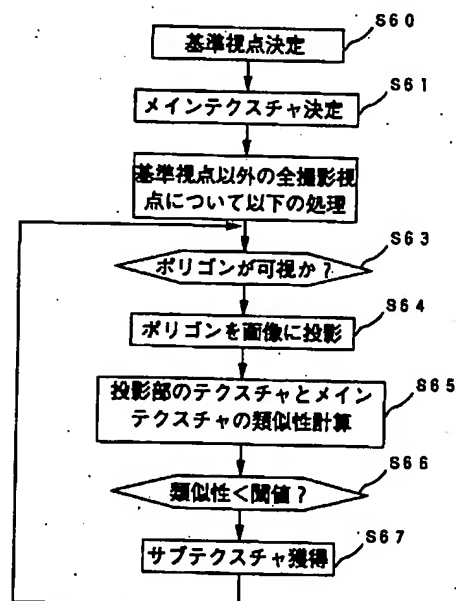 S60
基準視点決定
S61
メインテクスチャ決定
基準視点以外の全撮影視
点について以下の処理
S63
ポリゴンが可視か?
S64
ポリゴンを画像に投影
S65
投影部のテクスチャとメイン
テクスチャの類似性計算
S66
類似性<閾値?
S67
サブテクスチャ獲得